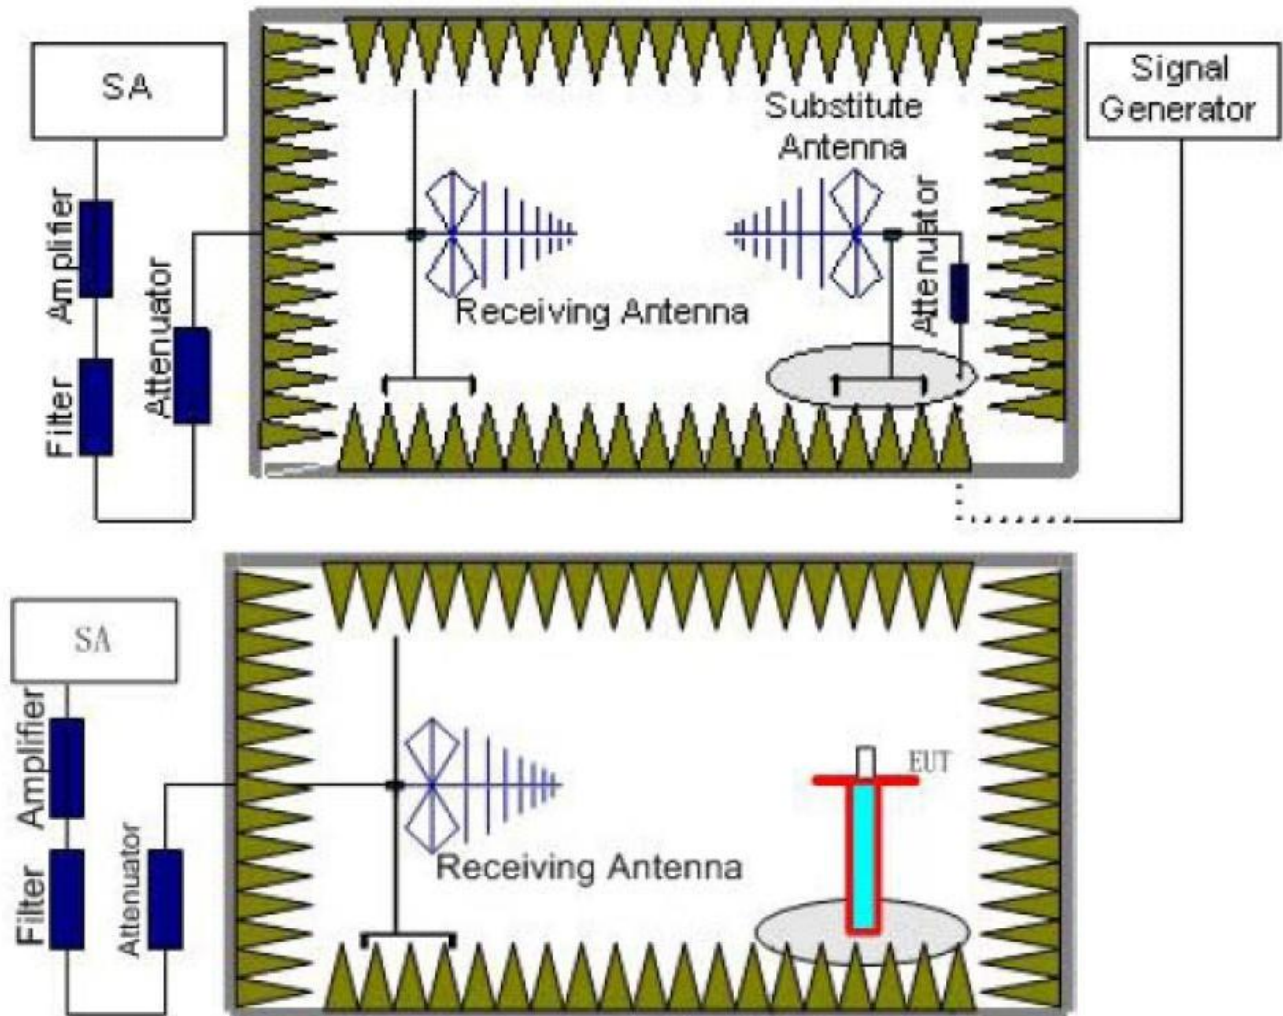 SA
Signal
Generator
Substitute
Antenna
Amplifier
Attenuator
Attenuator
Receiving Antenna
Filter
SA
Amplifier
EUT
Attenuator
Receiving Antenna
Filter